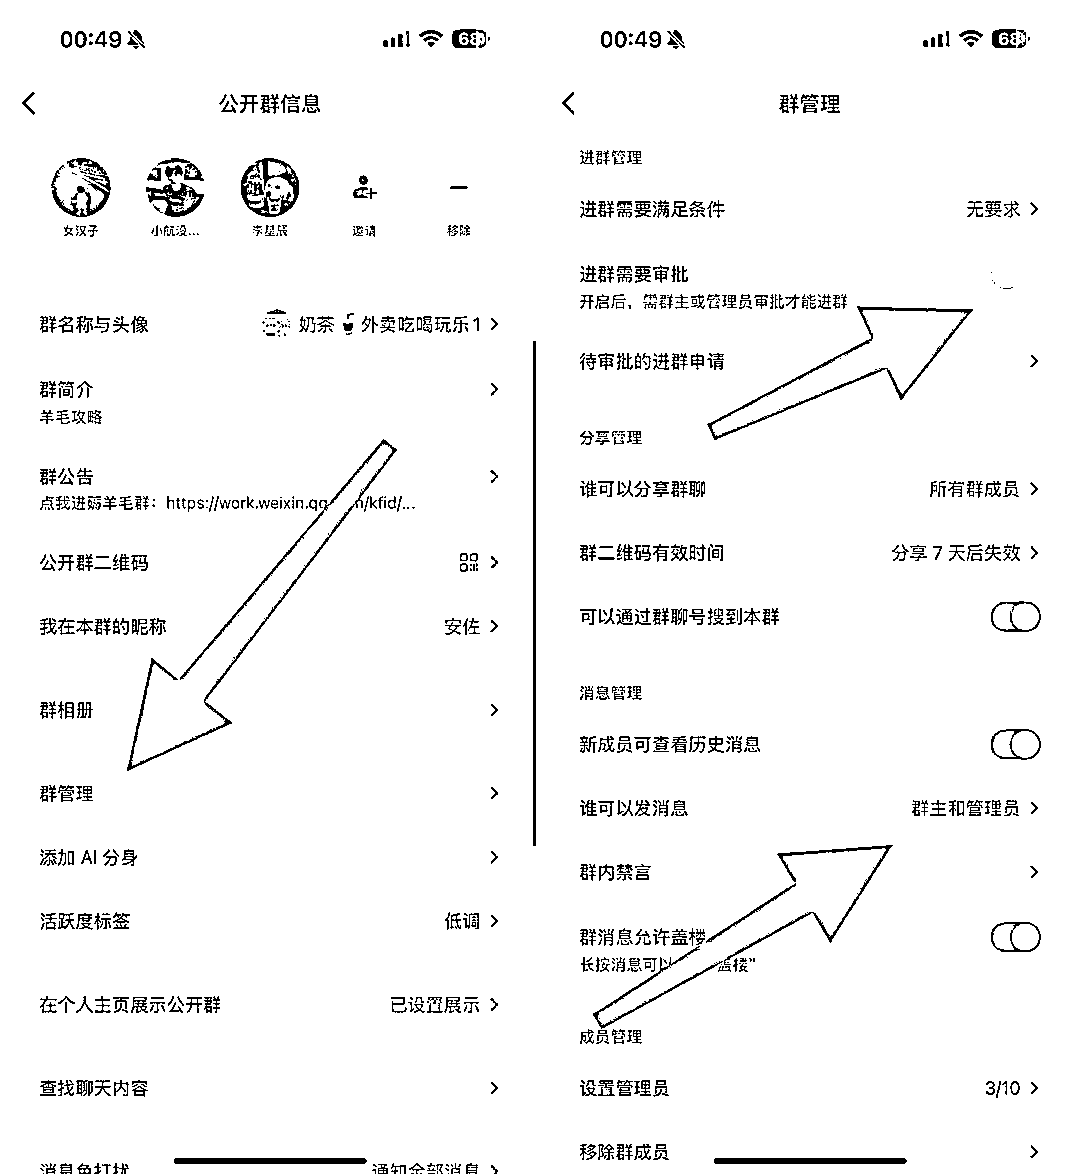 00:49
68
公开群信息
女汉子
小航没...
李星辰
邀请
移除
群名称与头像
奶茶🧋外卖吃喝玩乐1
群简介
羊毛攻略
群公告
点我进薅羊毛群：https://work.weixin.qq
n/kfid/...
公开群二维码
我在本群的昵称
安佐
群相册
群管理
添加 AI 分身
活跃度标签
低调
在个人主页展示公开群
已设置展示
查找聊天内容
消息免打扰
通知全部消息
00:49
68
群管理
进群管理
进群需要满足条件
无要求
进群需要审批
开启后，需群主或管理员审批才能进群
待审批的进群申请
分享管理
谁可以分享群聊
所有群成员
群二维码有效时间
分享 7 天后失效
可以通过群聊号搜到本群
消息管理
新成员可查看历史消息
谁可以发消息
群主和管理员
群内禁言
群消息允许盖楼
长按消息可以
盖楼”
成员管理
设置管理员
3/10
移除群成员